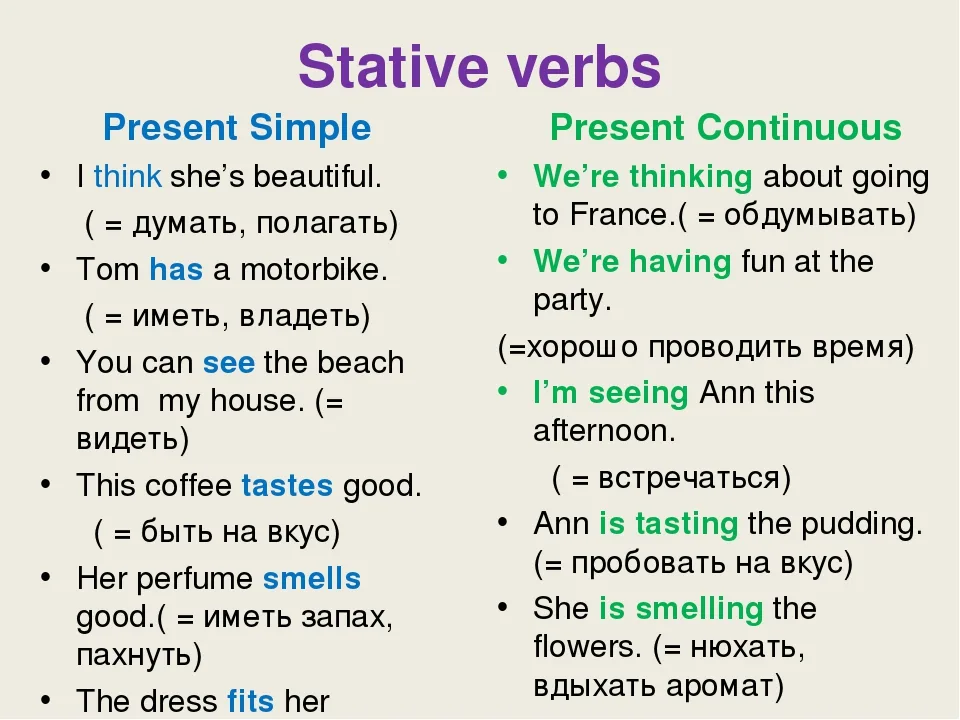 Stative verbs
Present Simple
• I think she's beautiful.
( = думать, полагать)
• Tom has a motorbike.
( = иметь, владеть)
• You can see the beach
from my house. (=
видеть)
• This coffee tastes good.
( = быть на вкус)
• Her perfume smells
good.( = иметь запах,
пахнуть)
• The dress fits her
Present Continuous
• We're thinking about going
to France.( = обдумывать)
• We're having fun at the
party.
(=хорошо проводить время)
• I'm seeing Ann this
afternoon.
( = встречаться)
• Ann is tasting the pudding.
(= пробовать на вкус)
• She is smelling the
flowers. (= нюхать,
вдыхать аромат)